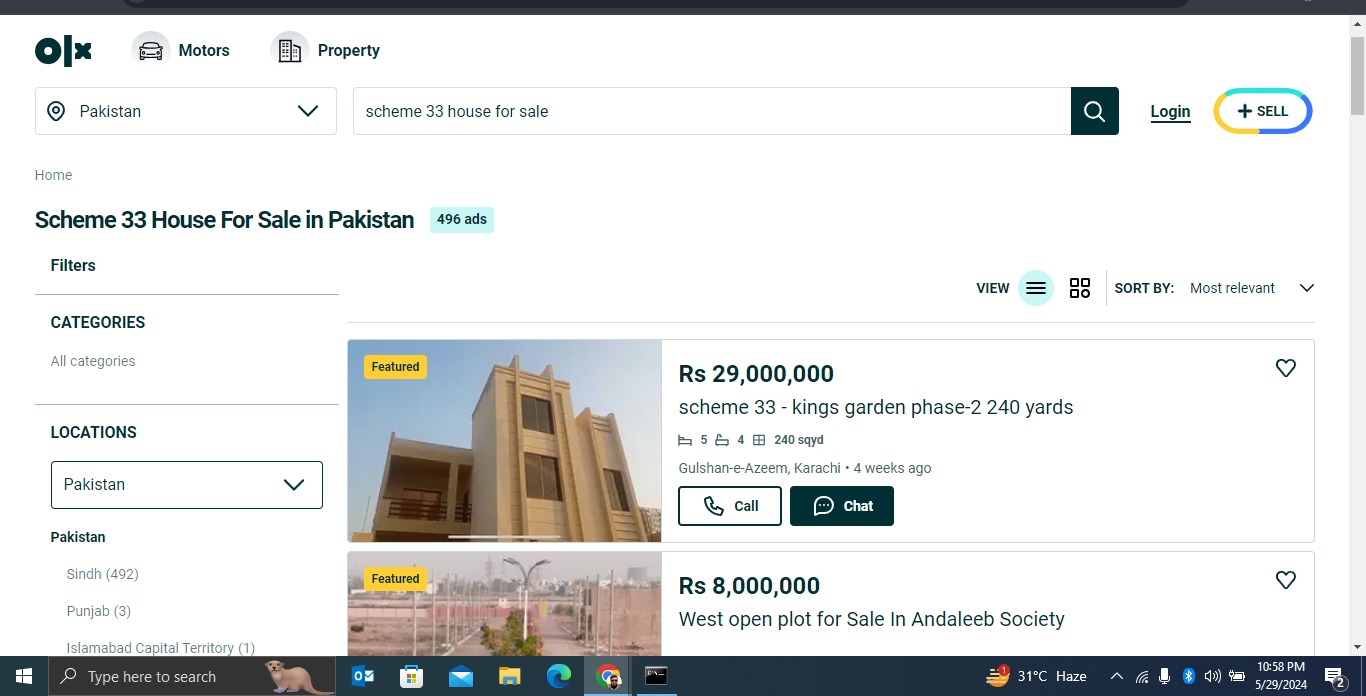 olx
Motors
Property
Pakistan
scheme 33 house for sale
Login
+ SELL
Home
Scheme 33 House For Sale in Pakistan
496 ads
Filters
VIEW
SORT BY: Most relevant
CATEGORIES
All categories
LOCATIONS
Pakistan
Pakistan
Sindh (492)
Punjab (3)
Islamabad Capital Territory (1)
Featured
Rs 29,000,000
scheme 33 - kings garden phase-2 240 yards
5 4 240 sqyd
Gulshan-e-Azeem, Karachi • 4 weeks ago
Call
Chat
Featured
Rs 8,000,000
West open plot for Sale In Andaleeb Society
Type here to search
1
31°C Haze
10:58 PM
5/29/2024
2